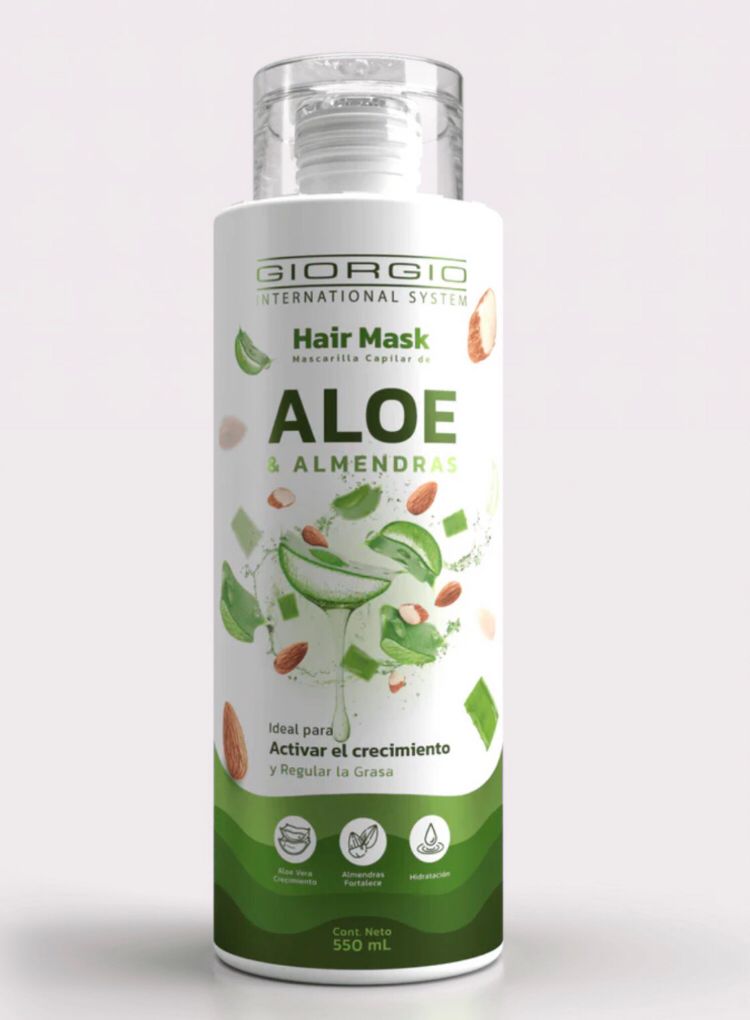 GIORGIO
INTERNATIONAL SYSTEM
Hair Mask
Mascarilla Capilar de
ALOE
& ALMENDRAS
Ideal para
Activar el crecimiento
y Regular la Grasa
Aloe Vera
Crecimiento
Almendras
Fortalece
Hidratación
Cont. Neto
550 mL